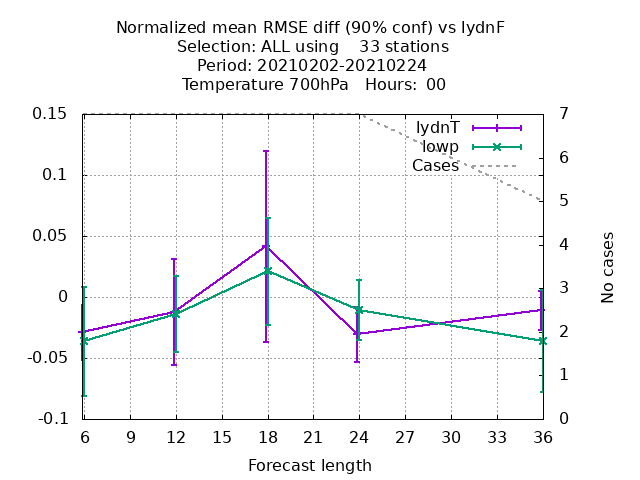 Normalized mean RMSE diff (90% conf) vs lydnF
Selection: ALL using 33 stations
Period: 20210202-20210224
Temperature 700hPa Hours: 00
0.15
0.1
0.05
0
-0.05
-0.1
7
6
5
4
3
2
1
0
lydnT
lowp
Cases
No cases
6 9 12 15 18 21 24 27 30 33 36
Forecast length